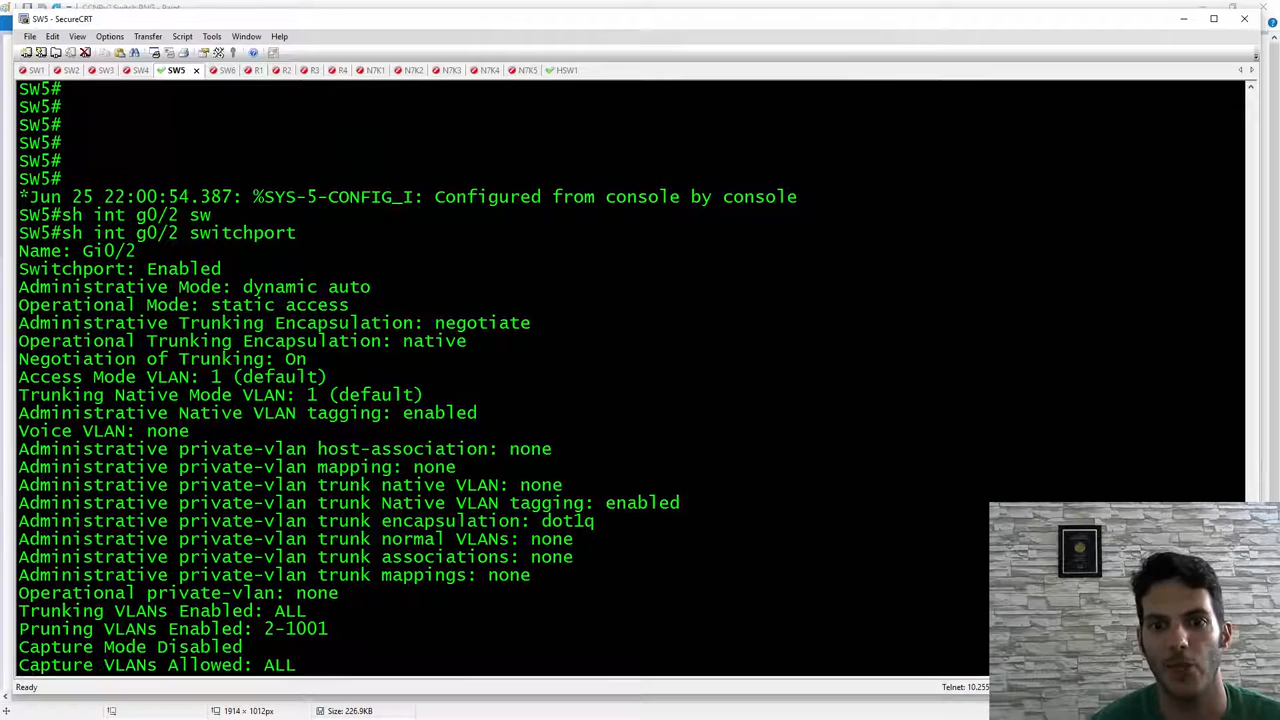 CCNPv2 Switch.PNG - Paint
SW5 - SecureCRT
File Edit View Options Transfer Script Tools Window Help
SW1 SW2 SW3 SW4 SW5 SW6 R1 R2 R3 R4 N7K1 N7K2 N7K3 N7K4 N7K5 HSW1
SW5#
SW5#
SW5#
SW5#
SW5#
SW5#
*Jun 25 22:00:54.387: %SYS-5-CONFIG_I: Configured from console by console
SW5#sh int g0/2 sw
SW5#sh int g0/2 switchport
Name: Gi0/2
Switchport: Enabled
Administrative Mode: dynamic auto
Operational Mode: static access
Administrative Trunking Encapsulation: negotiate
Operational Trunking Encapsulation: native
Negotiation of Trunking: On
Access Mode VLAN: 1 (default)
Trunking Native Mode VLAN: 1 (default)
Administrative Native VLAN tagging: enabled
Voice VLAN: none
Administrative private-vlan host-association: none
Administrative private-vlan mapping: none
Administrative private-vlan trunk native VLAN: none
Administrative private-vlan trunk Native VLAN tagging: enabled
Administrative private-vlan trunk encapsulation: dot1q
Administrative private-vlan trunk normal VLANs: none
Administrative private-vlan trunk associations: none
Administrative private-vlan trunk mappings: none
Operational private-vlan: none
Trunking VLANs Enabled: ALL
Pruning VLANs Enabled: 2-1001
Capture Mode Disabled
Capture VLANs Allowed: ALL
Ready
Telnet: 10.255
1914 × 1012px
Size: 226.9KB